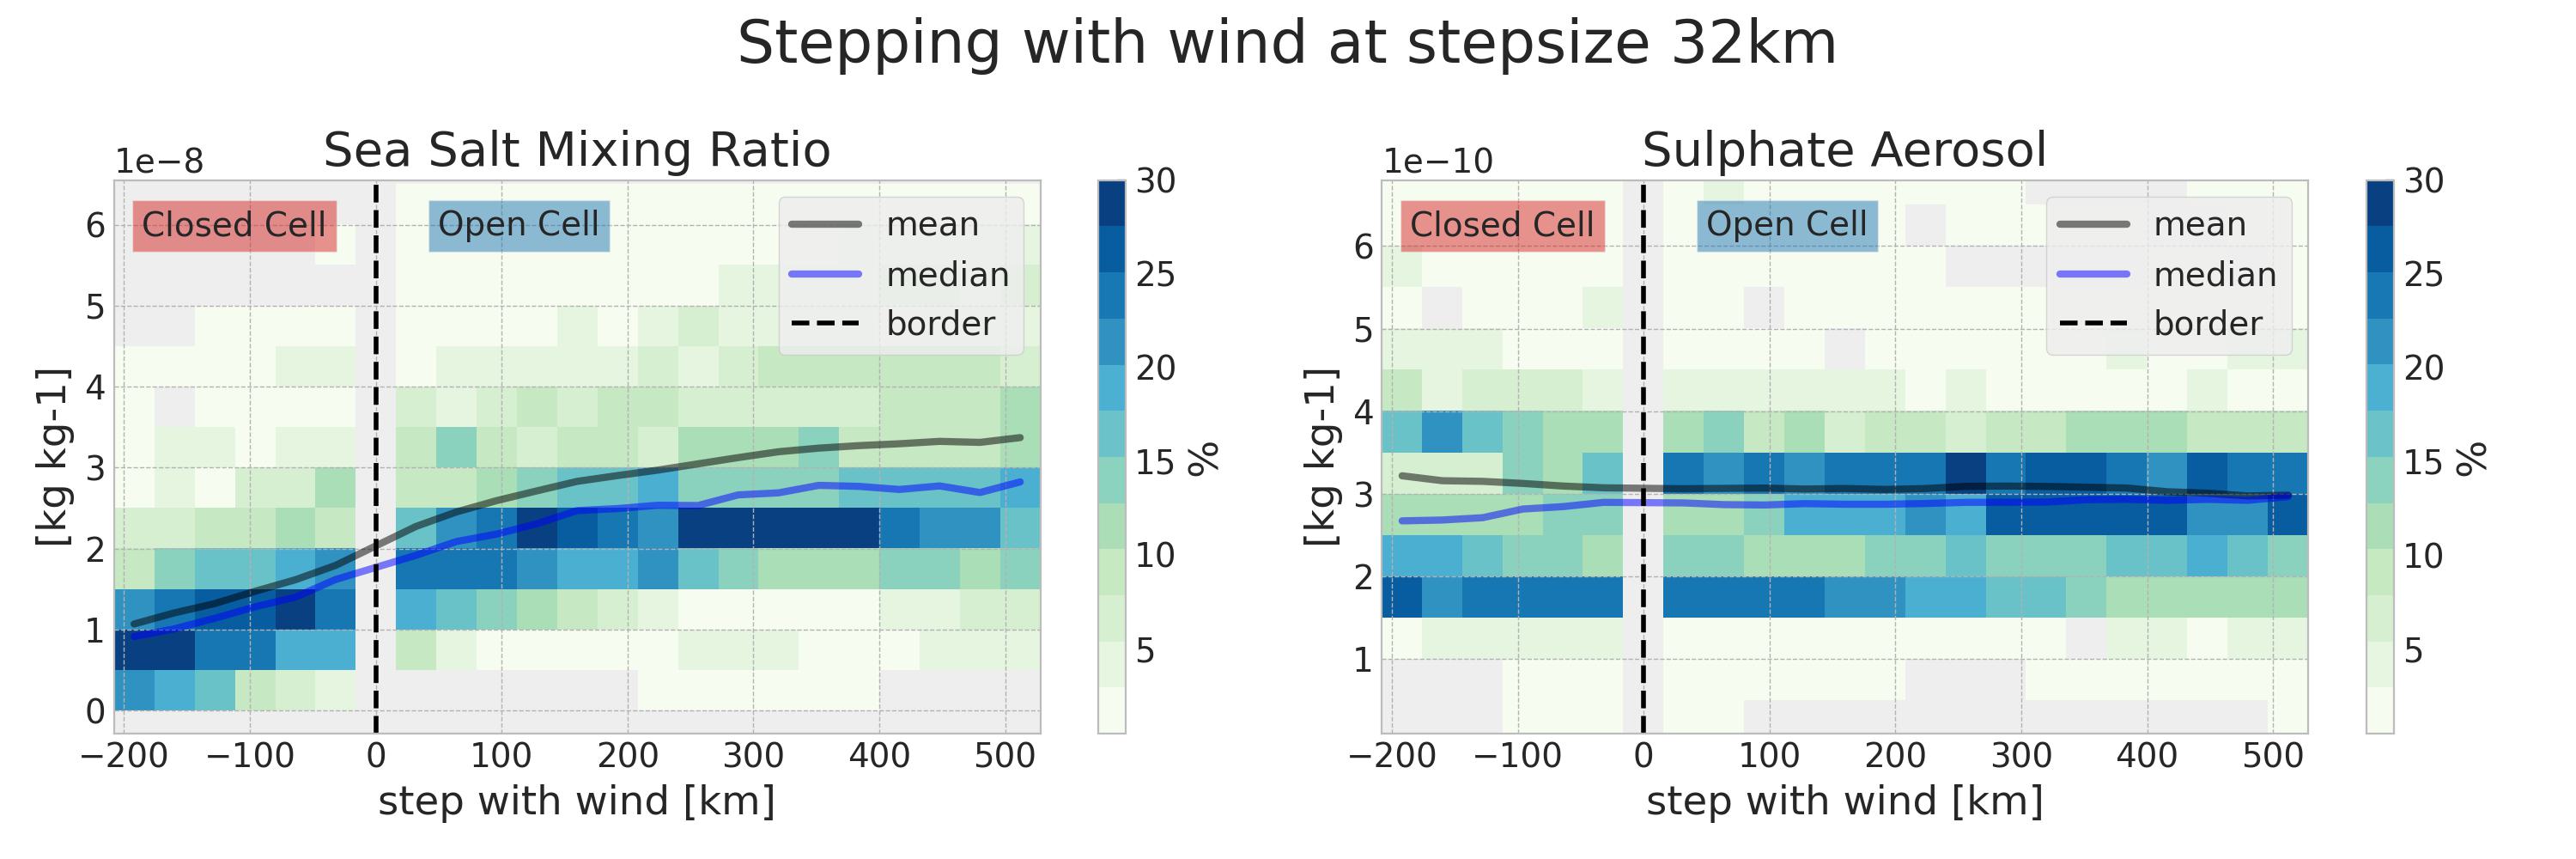 Stepping with wind at stepsize 32km
Sea Salt Mixing Ratio
1e−8
Closed Cell
Open Cell
mean
median
border
[kg kg-1]
6
5
4
3
2
1
0
−200 −100 0 100 200 300 400 500
step with wind [km]
30
25
20
15
10
5
%
Sulphate Aerosol
1e−10
Closed Cell
Open Cell
mean
median
border
[kg kg-1]
6
5
4
3
2
1
−200 −100 0 100 200 300 400 500
step with wind [km]
30
25
20
15
10
5
%